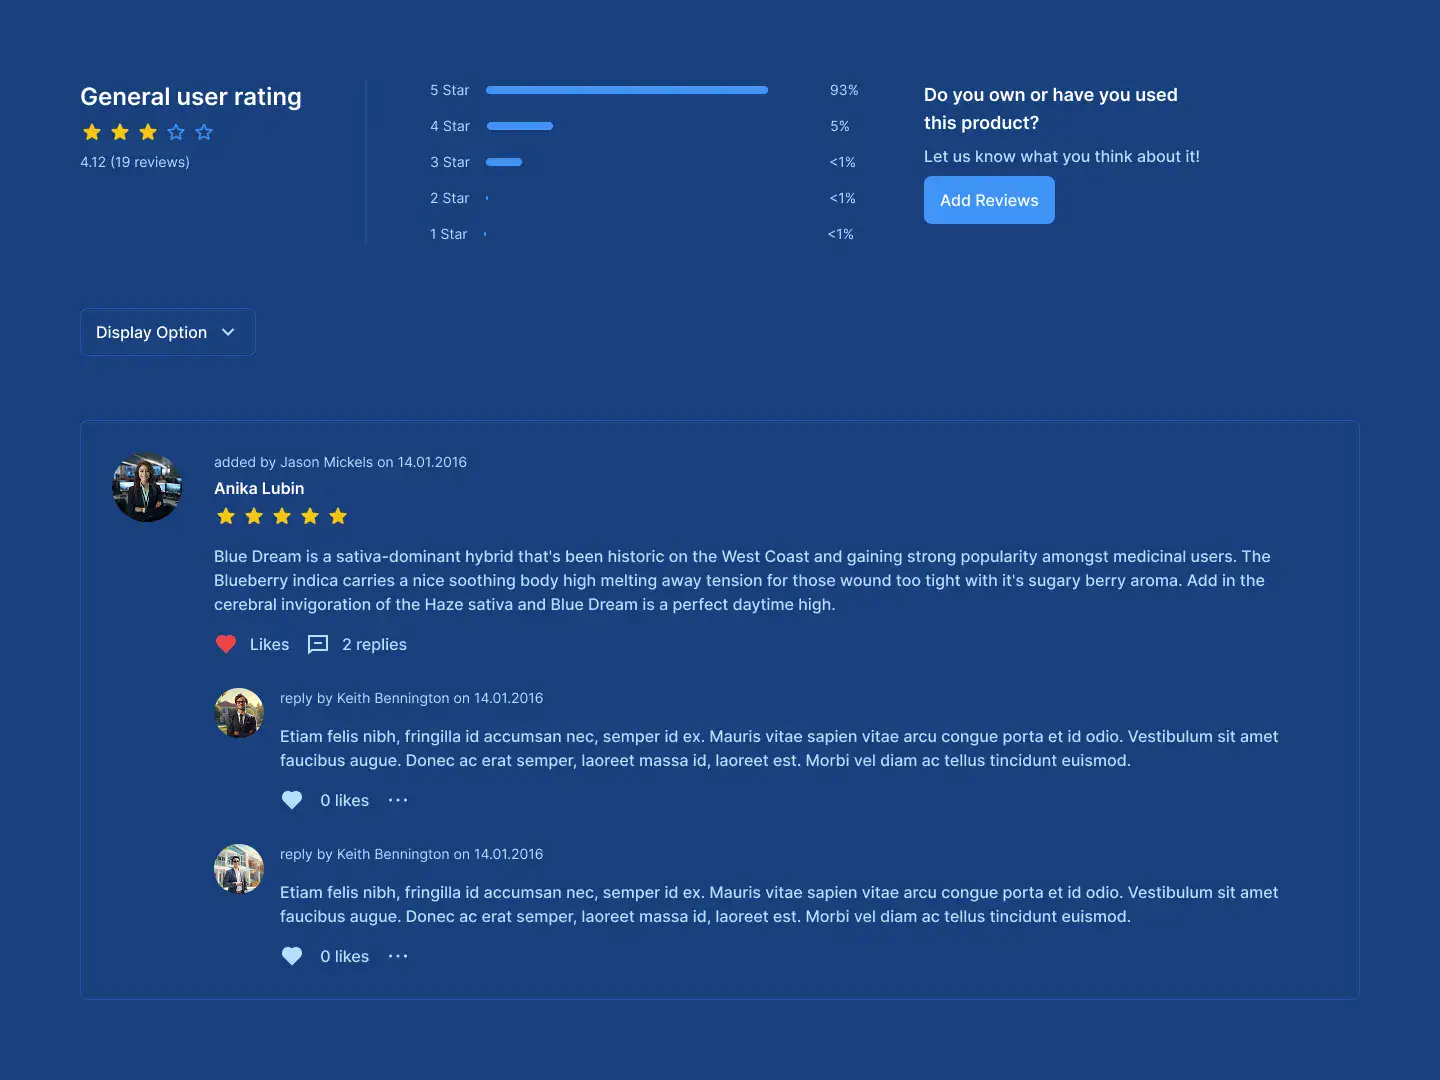 General user rating
4.12 (19 reviews)
5 Star 93%
4 Star 5%
3 Star <1%
2 Star <1%
1 Star <1%
Do you own or have you used
this product?
Let us know what you think about it!
Add Reviews
Display Option
added by Jason Mickels on 14.01.2016
Anika Lubin
Blue Dream is a sativa-dominant hybrid that's been historic on the West Coast and gaining strong popularity amongst medicinal users. The
Blueberry indica carries a nice soothing body high melting away tension for those wound too tight with it's sugary berry aroma. Add in the
cerebral invigoration of the Haze sativa and Blue Dream is a perfect daytime high.
Likes 2 replies
reply by Keith Bennington on 14.01.2016
Etiam felis nibh, fringilla id accumsan nec, semper id ex. Mauris vitae sapien vitae arcu congue porta et id odio. Vestibulum sit amet
faucibus augue. Donec ac erat semper, laoreet massa id, laoreet est. Morbi vel diam ac tellus tincidunt euismod.
0 likes
reply by Keith Bennington on 14.01.2016
Etiam felis nibh, fringilla id accumsan nec, semper id ex. Mauris vitae sapien vitae arcu congue porta et id odio. Vestibulum sit amet
faucibus augue. Donec ac erat semper, laoreet massa id, laoreet est. Morbi vel diam ac tellus tincidunt euismod.
0 likes